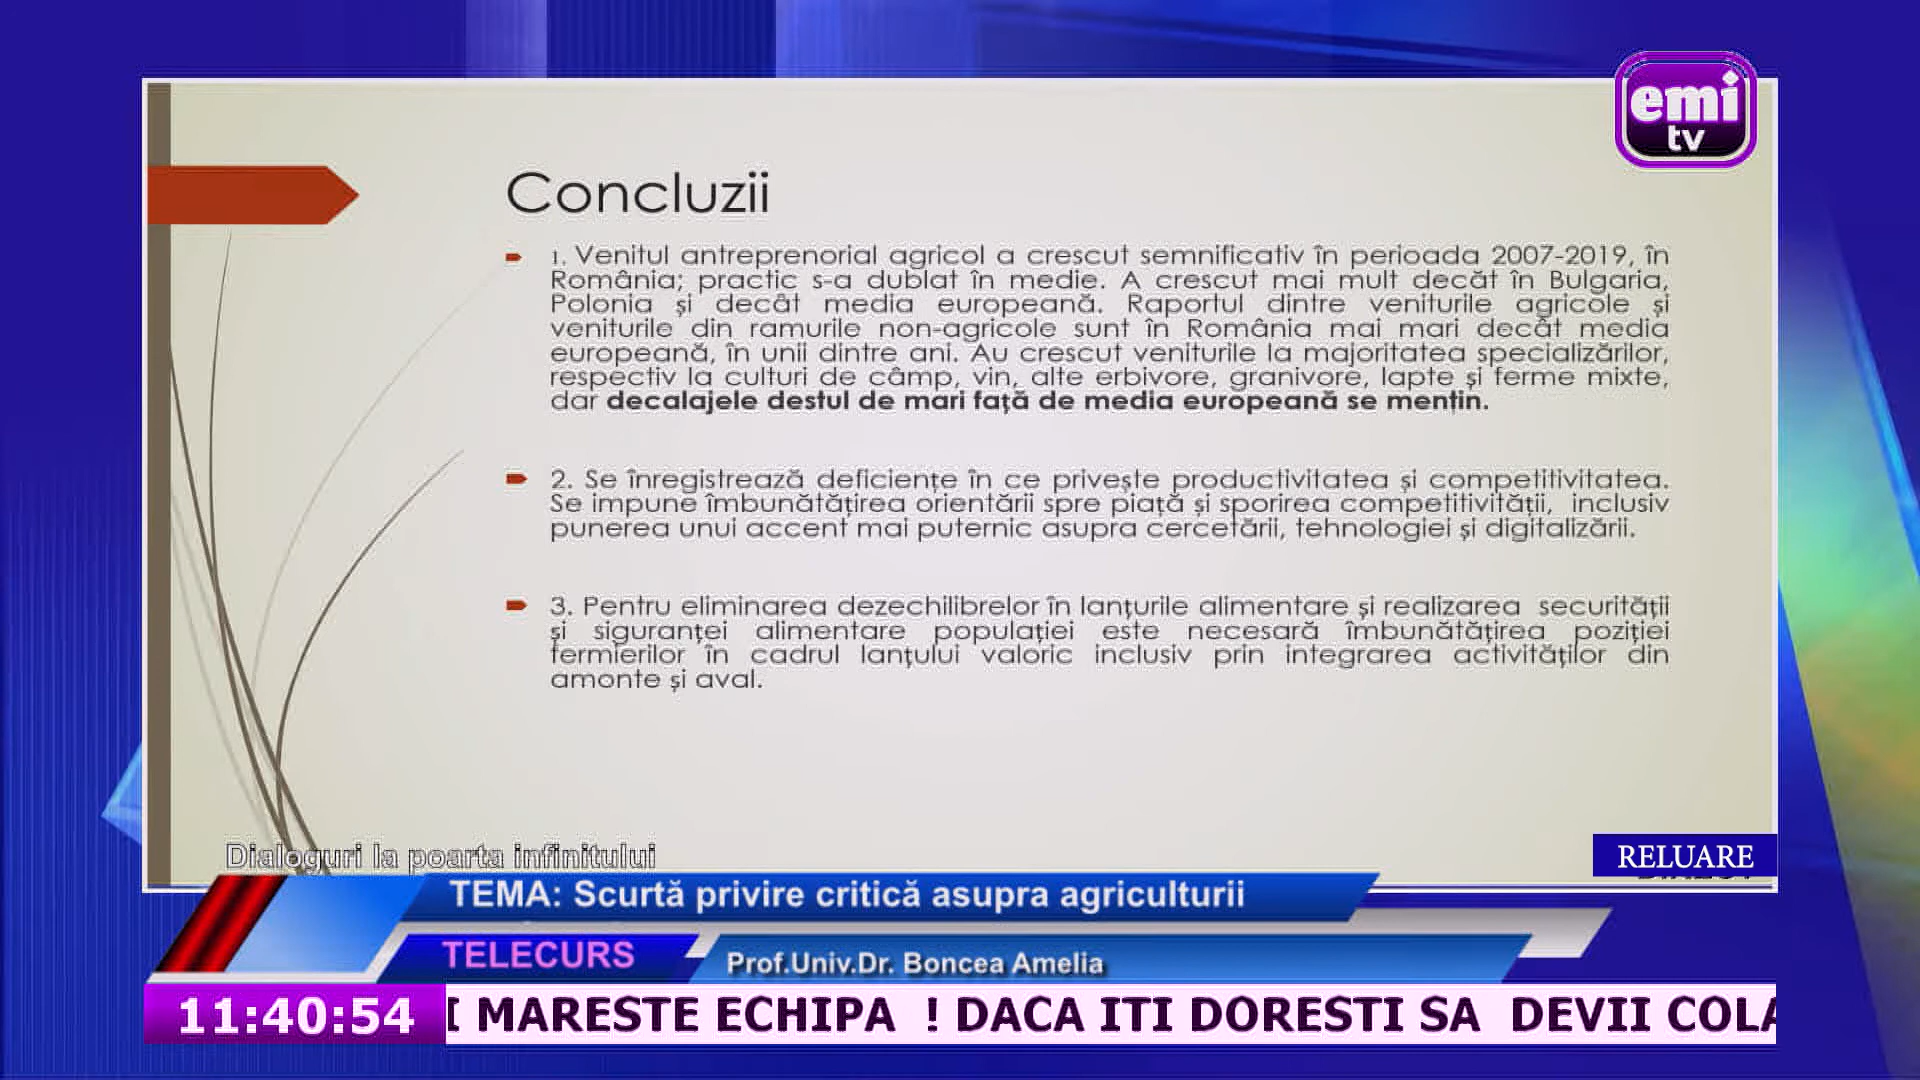 emi
tv
Concluzii
1. Venitul antreprenorial agricol a crescut semnificativ în perioada 2007-2019, în
România; practic s-a dublat în medie. A crescut mai mult decăt în Bulgaria,
Polonia și decât media europeană. Raportul dintre veniturile agricole și
veniturile din ramurile non-agricole sunt în România mai mari decât media
europeană, în unii dintre ani. Au crescut veniturile la majoritatea specializărilor,
respectiv la culturi de câmp, vin, alte erbivore, granivore, lapte și ferme mixte,
dar decalajele destul de mari față de media europeană se mențin.
2. Se înregistrează deficiențe în ce privește productivitatea și competitivitatea.
Se impune îmbunătățirea orientării spre piață și sporirea competitivității, inclusiv
punerea unui accent mai puternic asupra cercetării, tehnologiei și digitalizării.
3. Pentru eliminarea dezechilibrelor în lanțurile alimentare și realizarea securității
și siguranței alimentare populației este necesară îmbunătățirea poziției
fermierilor în cadrul lanțului valoric inclusiv prin integrarea activităților din
amonte și aval.
Dialoguri la poarta infinitului
RELUARE
TEMA: Scurtă privire critică asupra agriculturii
TELECURS
Prof.Univ.Dr. Boncea Amelia
11:40:54
I MARESTE ECHIPA ! DACA ITI DORESTI SA DEVII COLA